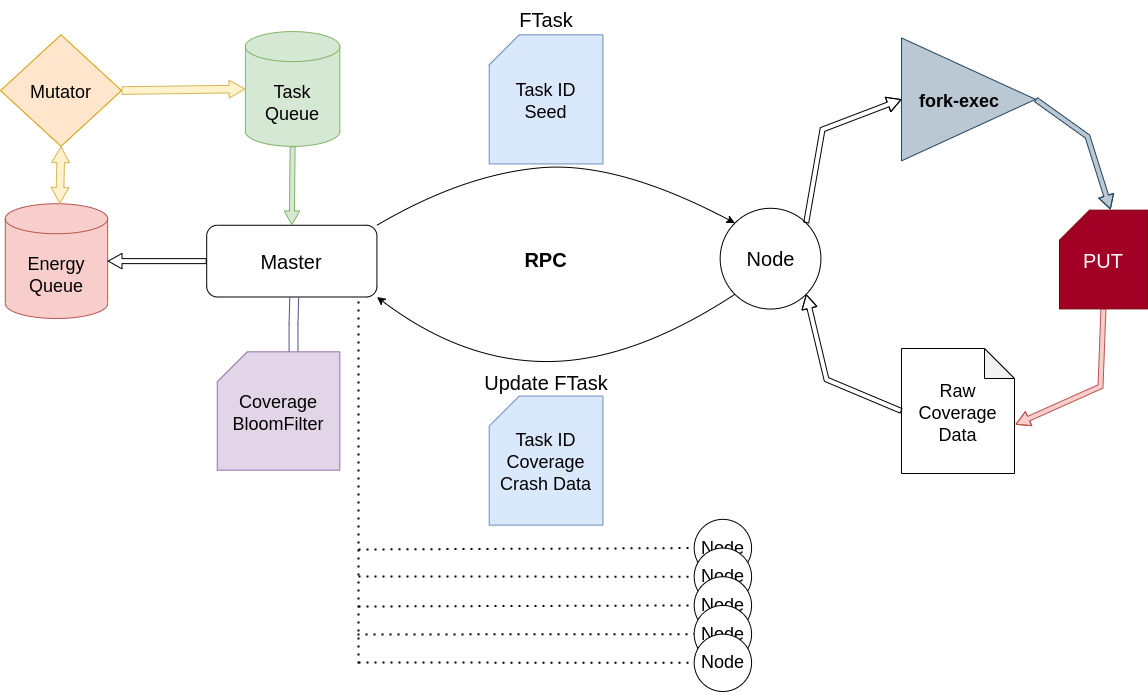 FTask
Mutator
Task
Queue
Task ID
Seed
fork-exec
Energy
Queue
Master
RPC
Node
PUT
Coverage
BloomFilter
Update FTask
Task ID
Coverage
Crash Data
Raw
Coverage
Data
Node
Node
Node
Node
Node